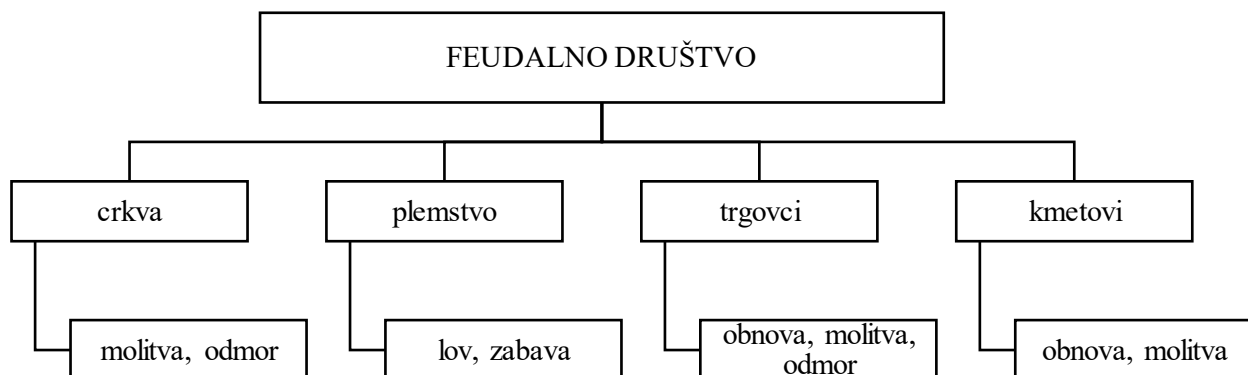 FEUDALNO DRUŠTVO
crkva
plemstvo
trgovci
kmetovi
molitva, odmor
lov, zabava
obnova, molitva,
odmor
obnova, molitva